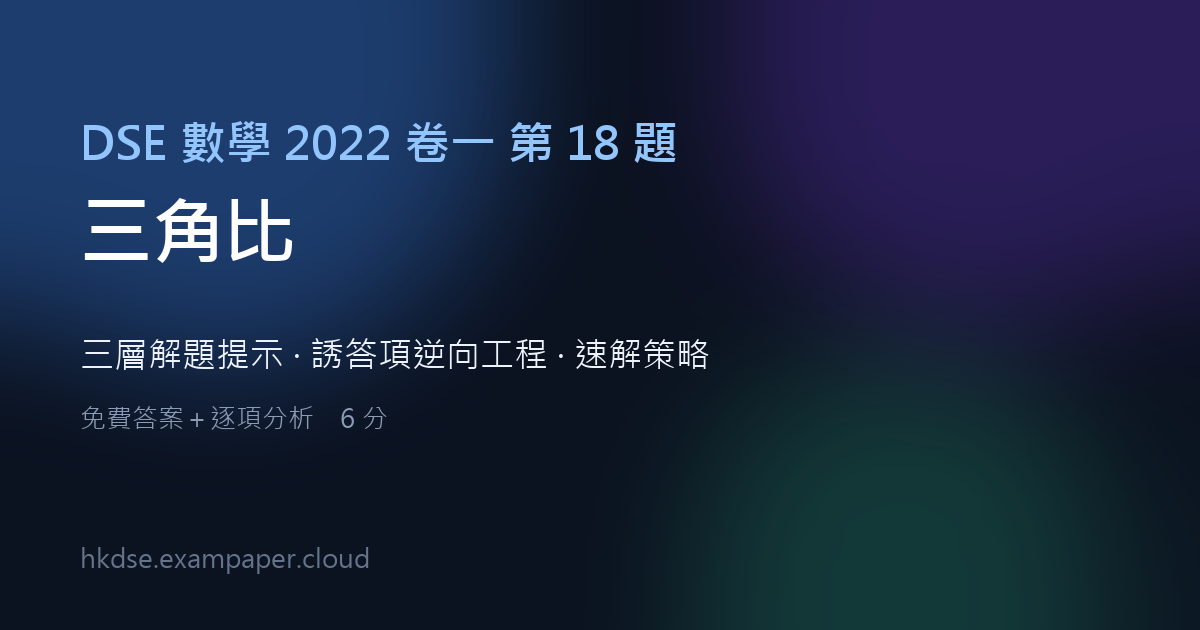 DSE 數學 2022 卷一 第 18 題
三角比
三層解題提示 · 誘答項逆向工程 · 速解策略
免費答案 + 逐項分析　6 分
hkdse.exampaper.cloud